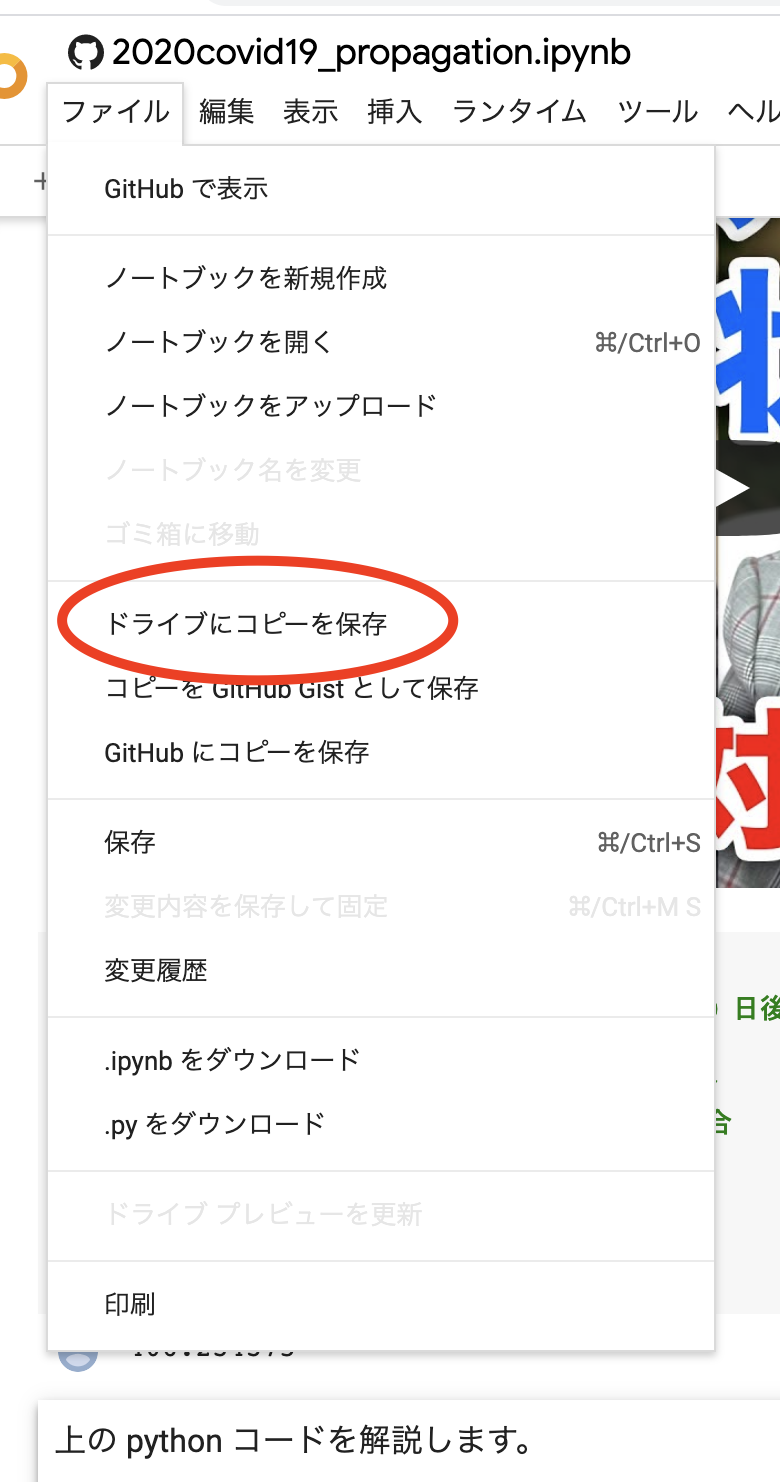 2020covid19_propagation.ipynb
ファイル 編集 表示 挿入 ランタイム ツール ヘル
+
GitHub で表示
ノートブックを新規作成
ノートブックを開く ⌘/Ctrl+O
ノートブックをアップロード
ノートブック名を変更
ゴミ箱に移動
ドライブにコピーを保存
コピーを GitHub Gist として保存
GitHub にコピーを保存
保存 ⌘/Ctrl+S
変更内容を保存して固定 ⌘/Ctrl+M S
変更履歴
日後
.ipynb をダウンロード
.py をダウンロード
合
ドライブ プレビューを更新
印刷
上の python コードを解説します。